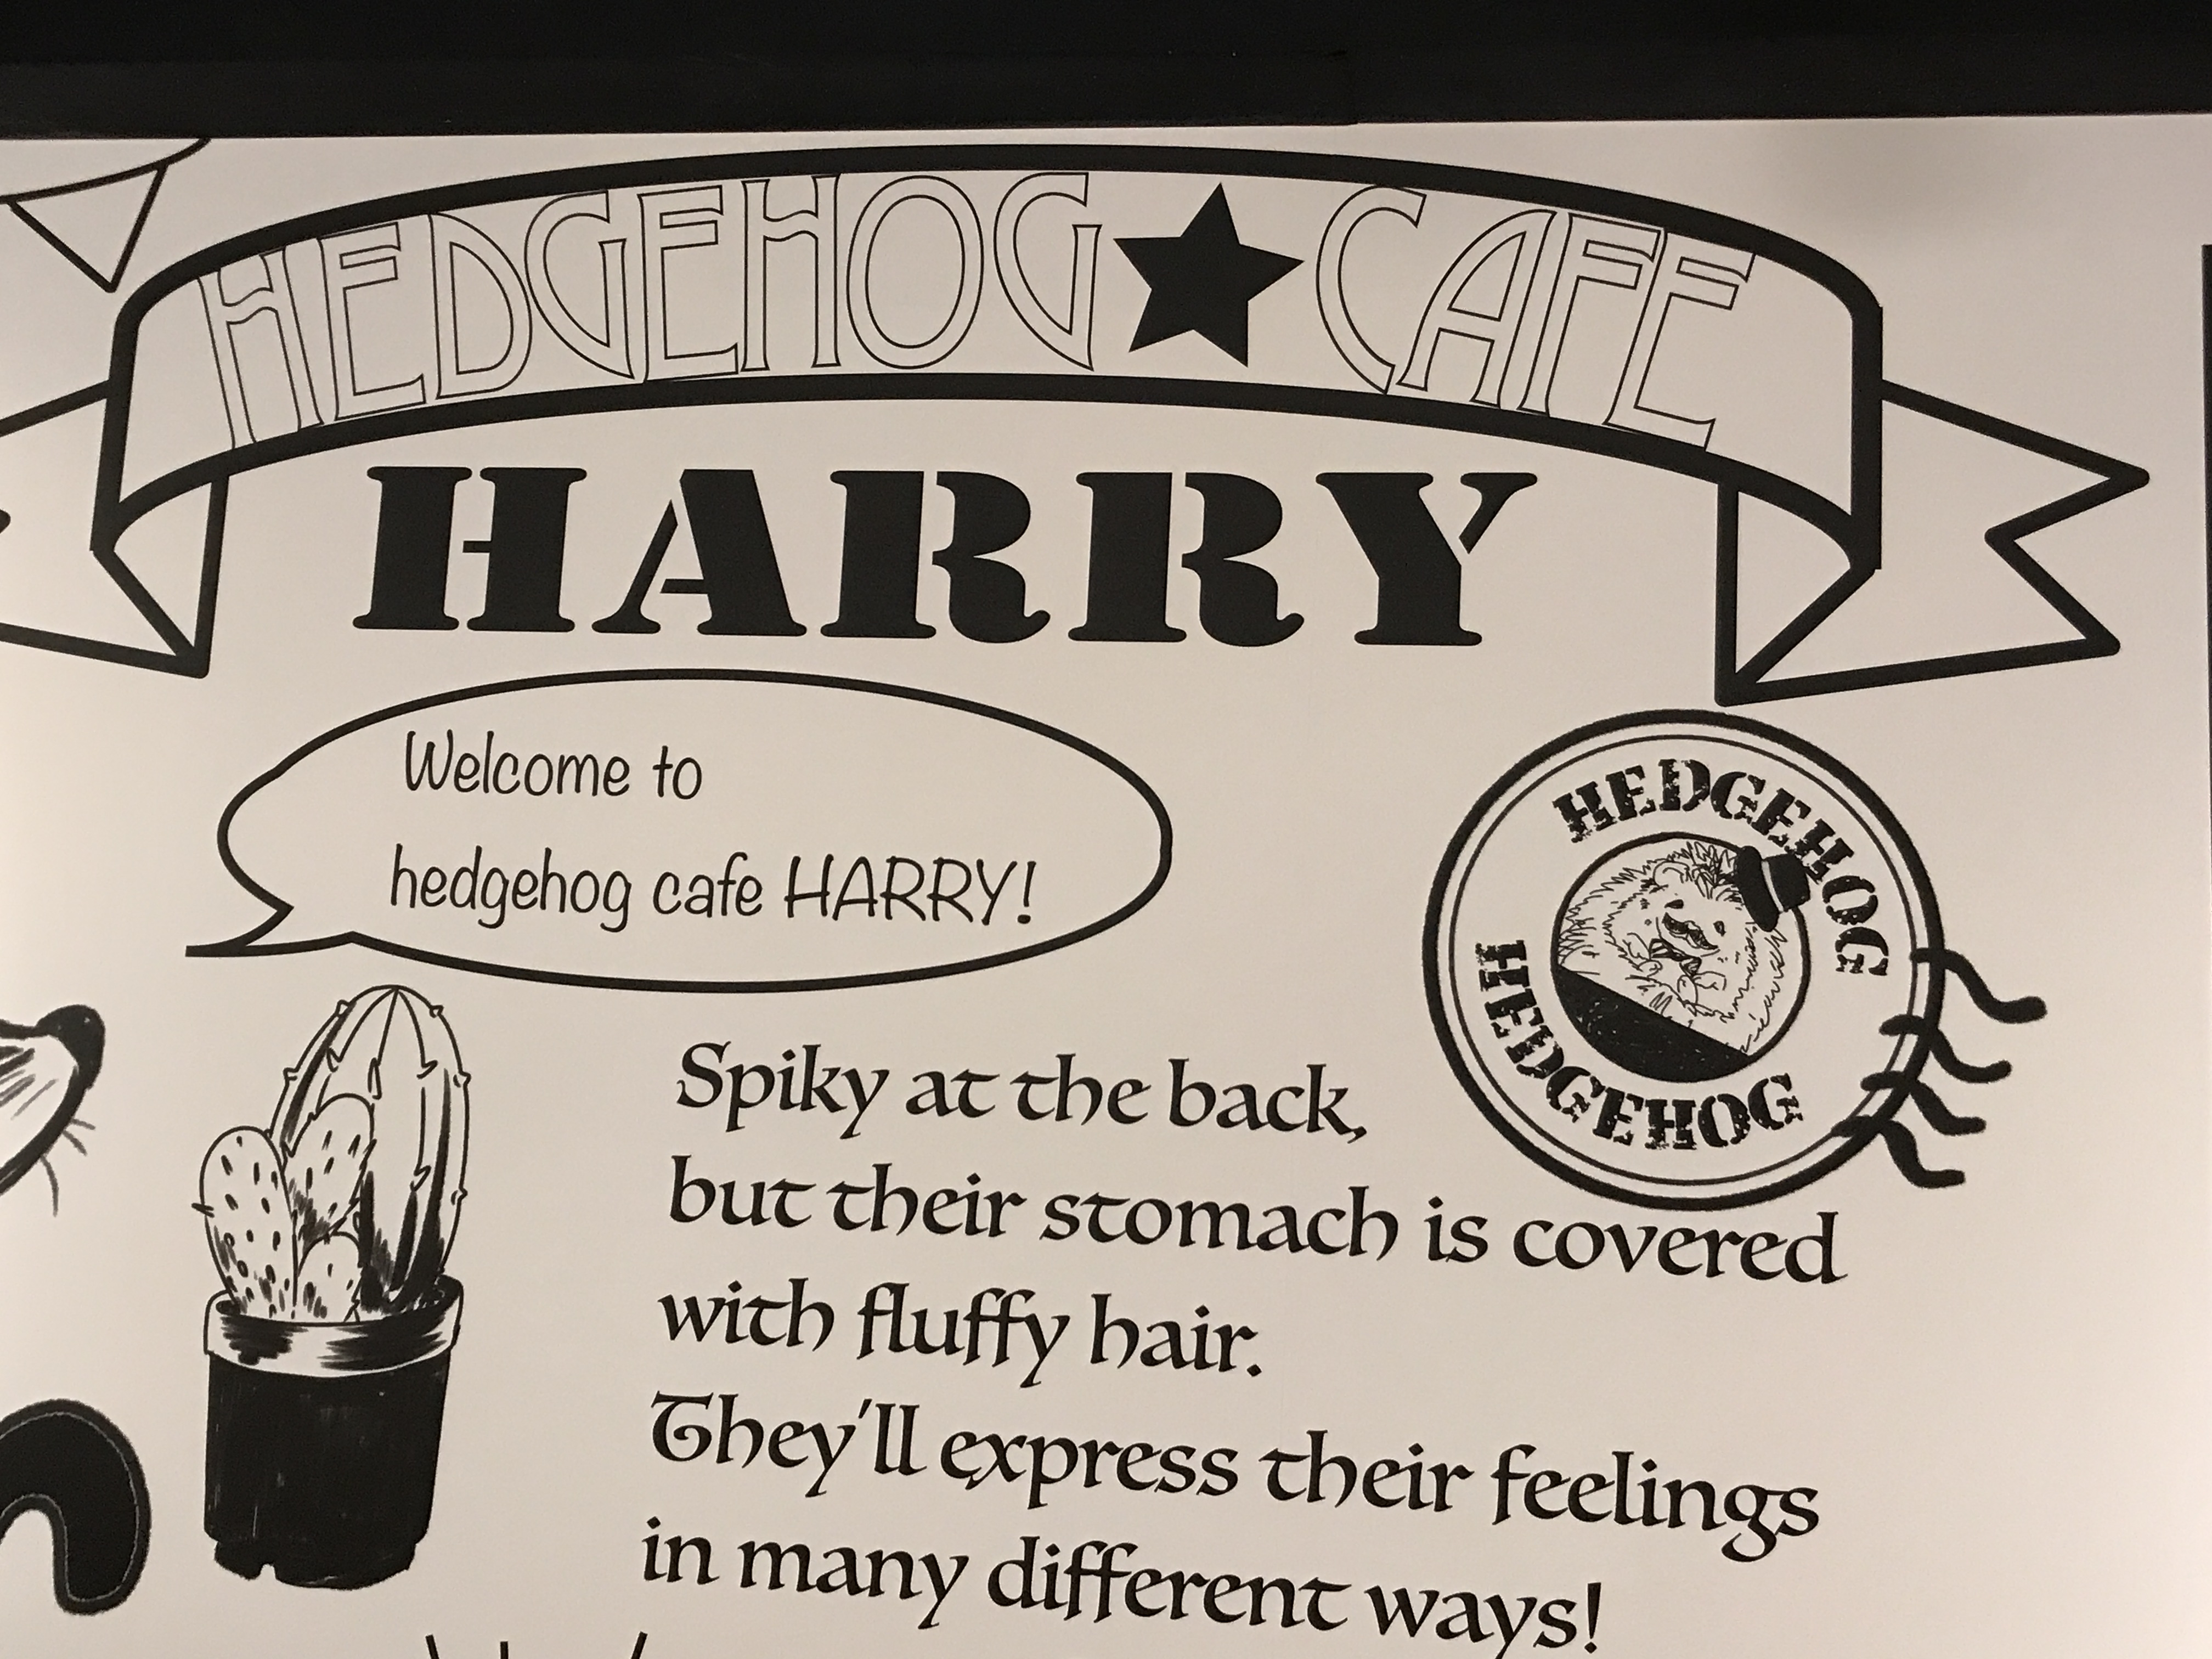 HEDGEHOG★CAFE
HARRY
Welcome to
hedgehog cafe HARRY!
HEDGEHOG
HEDGEHOG
Spiky at the back,
but their stomach is covered
with fluffy hair.
They'll express their feelings
in many different ways!